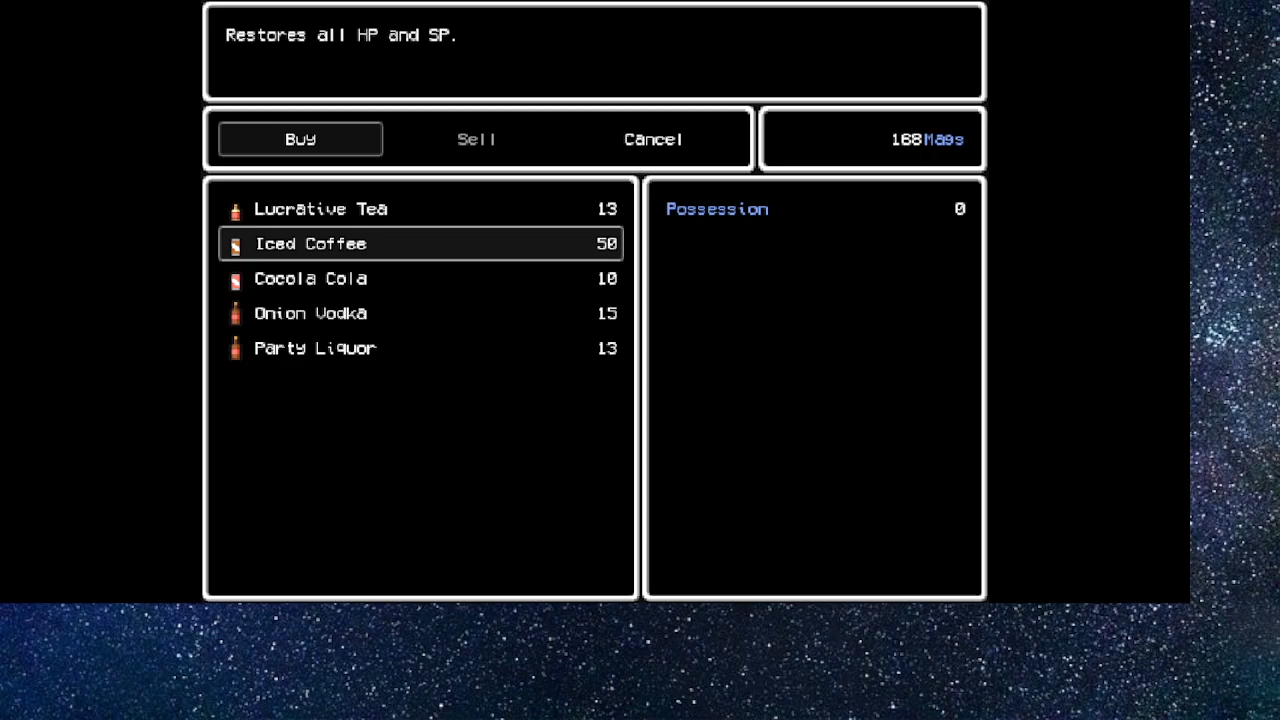 Restores all HP and SP.
Buy Sell Cancel 168Mags
Lucrative Tea 13
Iced Coffee 50
Cocola Cola 10
Onion Vodka 15
Party Liquor 13
Possession 0